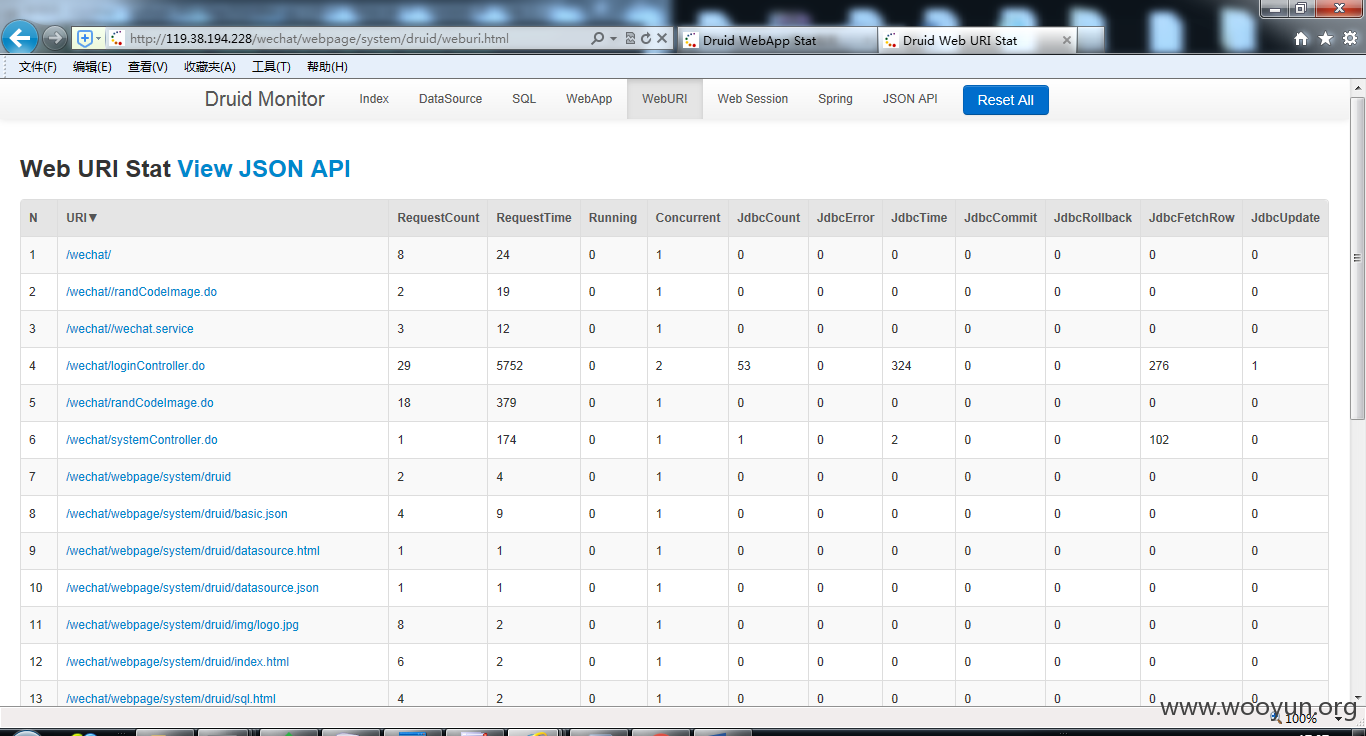 http://119.38.194.228/wechat/webpage/system/druid/weburi.html Druid WebApp Stat Druid Web URI Stat
文件(F) 编辑(E) 查看(V) 收藏夹(A) 工具(T) 帮助(H)
Druid Monitor Index DataSource SQL WebApp WebURI Web Session Spring JSON API Reset All
Web URI Stat View JSON API
N URI▼ RequestCount RequestTime Running Concurrent JdbcCount JdbcError JdbcTime JdbcCommit JdbcRollback JdbcFetchRow JdbcUpdate
1 /wechat/ 8 24 0 1 0 0 0 0 0 0 0
2 /wechat//randCodeImage.do 2 19 0 1 0 0 0 0 0 0 0
3 /wechat//wechat.service 3 12 0 1 0 0 0 0 0 0 0
4 /wechat/loginController.do 29 5752 0 2 53 0 324 0 0 276 1
5 /wechat/randCodeImage.do 18 379 0 1 0 0 0 0 0 0 0
6 /wechat/systemController.do 1 174 0 1 1 0 2 0 0 102 0
7 /wechat/webpage/system/druid 2 4 0 1 0 0 0 0 0 0 0
8 /wechat/webpage/system/druid/basic.json 4 9 0 1 0 0 0 0 0 0 0
9 /wechat/webpage/system/druid/datasource.html 1 1 0 1 0 0 0 0 0 0 0
10 /wechat/webpage/system/druid/datasource.json 1 1 0 1 0 0 0 0 0 0 0
11 /wechat/webpage/system/druid/img/logo.jpg 8 2 0 1 0 0 0 0 0 0 0
12 /wechat/webpage/system/druid/index.html 6 2 0 1 0 0 0 0 0 0 0
13 /wechat/webpage/system/druid/sql.html 4 2 0 1 0 0 0 0 0 0 0
www.wooyun.org
100%